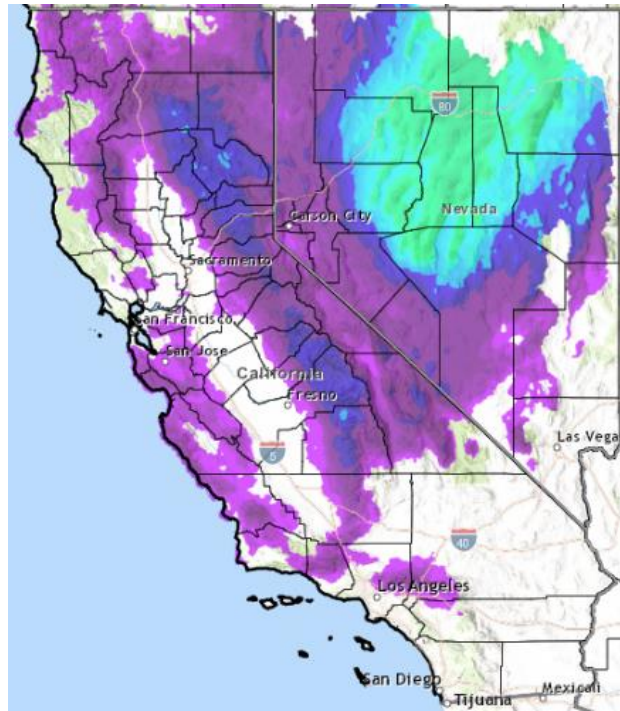 80
Nevada
Carson City
Sacramento
San Francisco
San Jose
California
Fresno
5
Las Vega
40
Los Angeles
San Diego
Tijuana
Mexicali